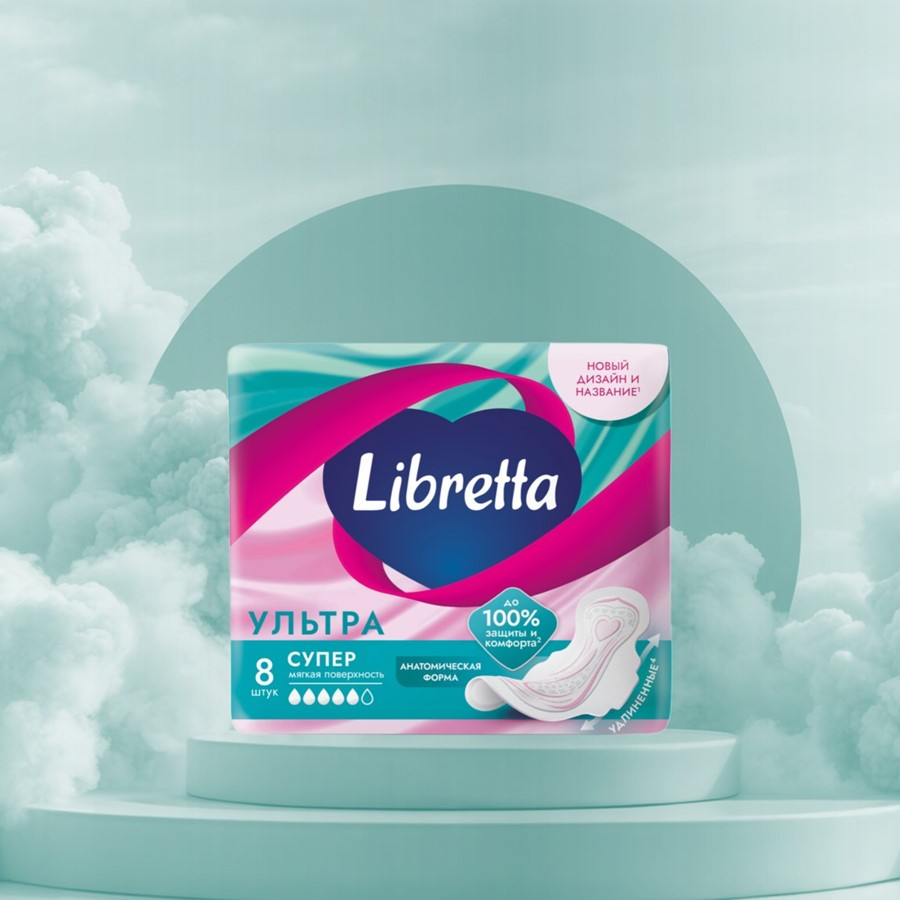 НОВЫЙ
ДИЗАЙН И
НАЗВАНИЕ¹
Libretta
УЛЬТРА
до
100%
защиты и
комфорта²
8
штук
СУПЕР
мягкая поверхность
АНАТОМИЧЕСКАЯ
ФОРМА
УДЛИНЕННЫЕ⁴